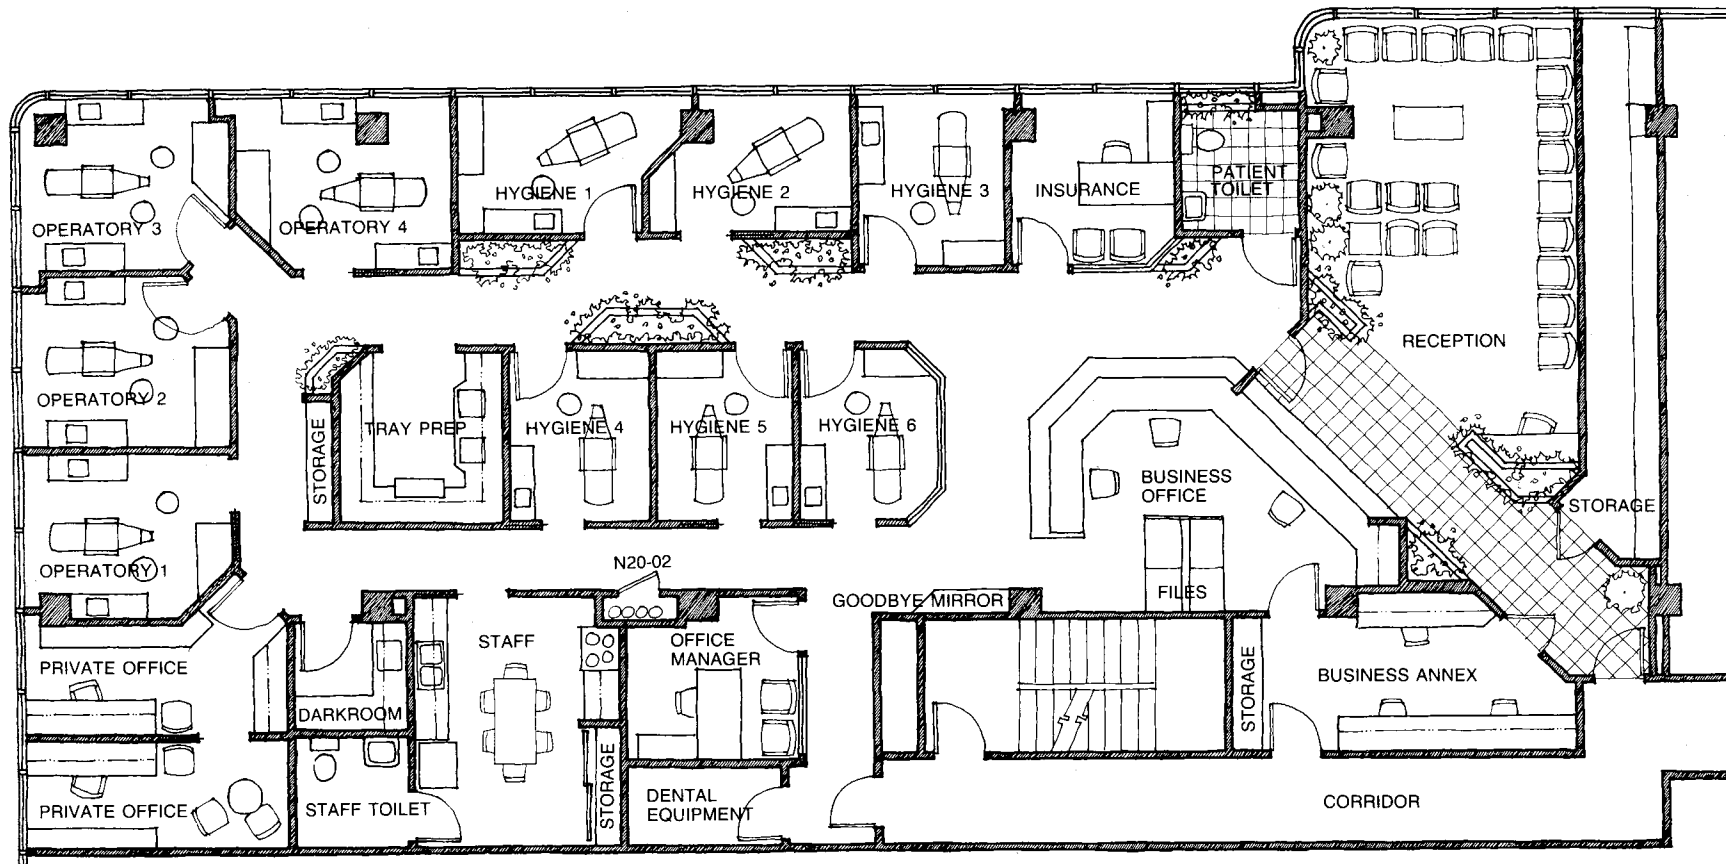 HYGIENE 1
HYGIENE 2
HYGIENE 3
INSURANCE
PATIENT
TOILET
OPERATORY 3
OPERATORY 4
RECEPTION
OPERATORY 2
TRAY PREP
HYGIENE 4
HYGIENE 5
HYGIENE 6
STORAGE
BUSINESS
OFFICE
STORAGE
OPERATORY 1
N20-02
FILES
GOODBYE MIRROR
STAFF
OFFICE
MANAGER
PRIVATE OFFICE
BUSINESS ANNEX
STORAGE
DARKROOM
STORAGE
PRIVATE OFFICE
STAFF TOILET
DENTAL
EQUIPMENT
CORRIDOR